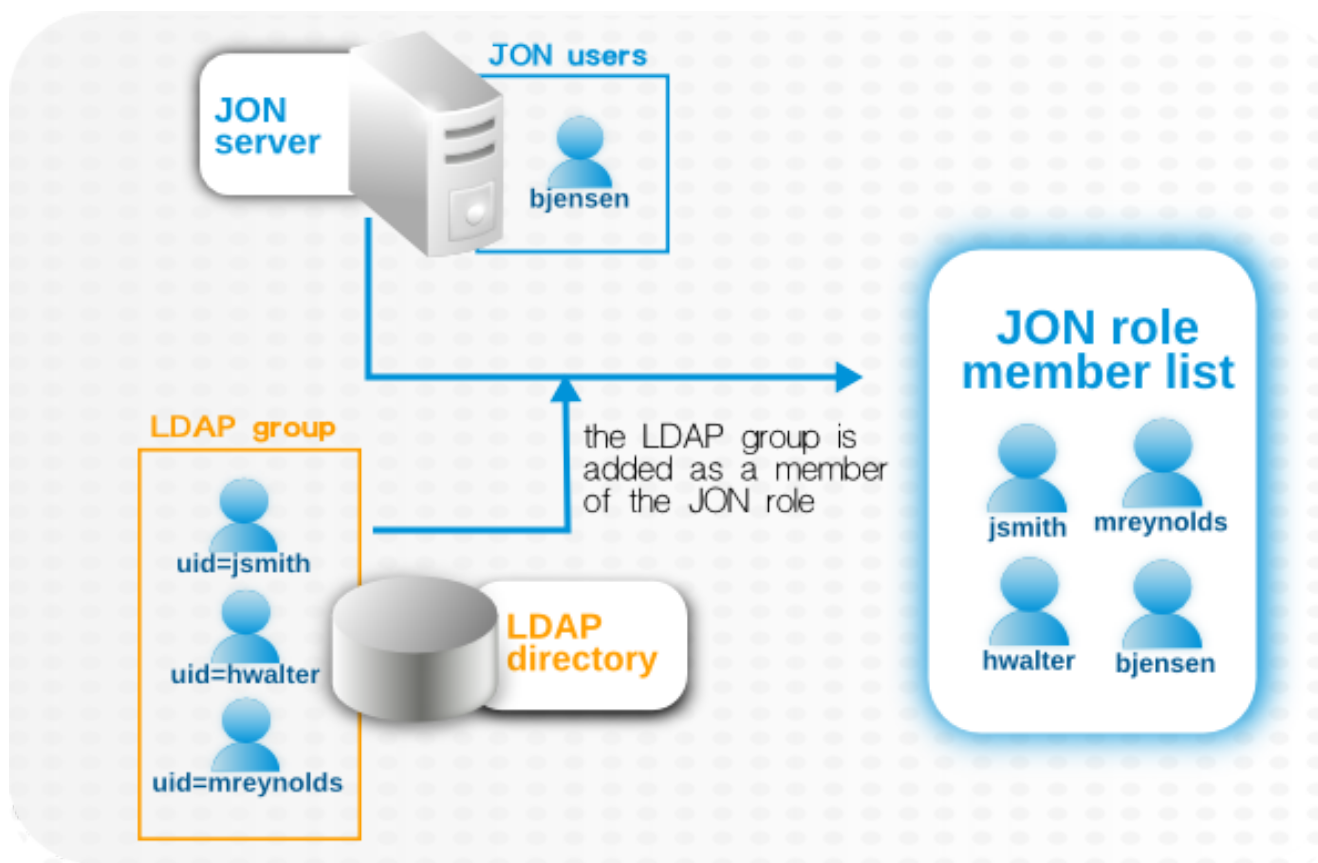 JON users
JON
server
bjensen
JON role
member list
LDAP group
the LDAP group is
added as a member
of the JON role
jsmith
mreynolds
uid=jsmith
hwalter
bjensen
LDAP
directory
uid=hwalter
uid=mreynolds